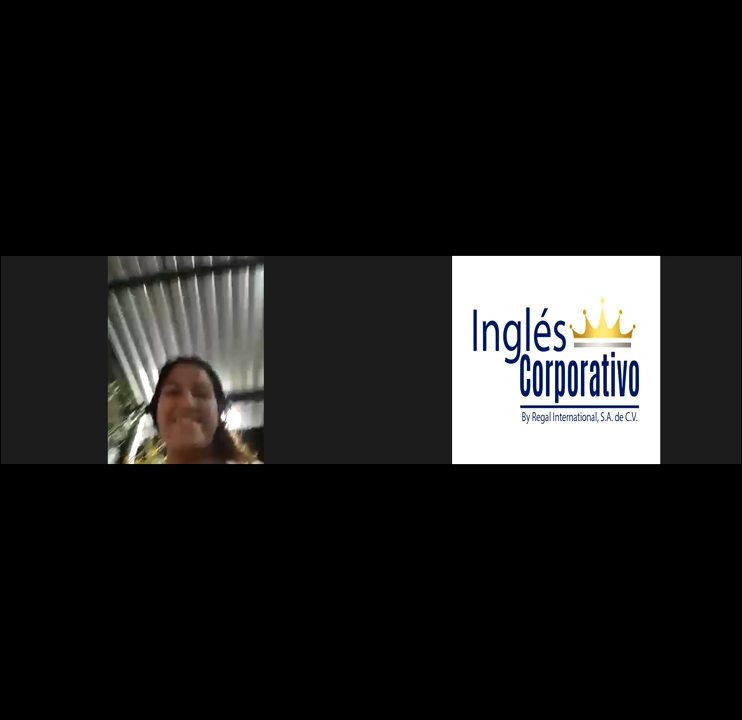 Inglés
Corporativo
By Regal International, S.A. de C.V.